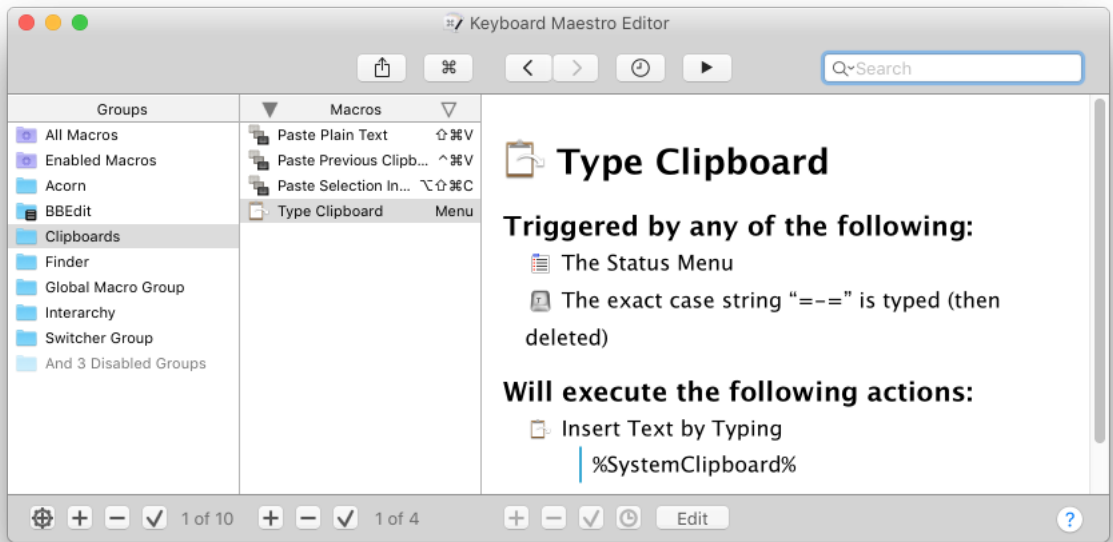 Keyboard Maestro Editor
⌘
Search
Groups
All Macros
Enabled Macros
Acorn
BBEdit
Clipboards
Finder
Global Macro Group
Interarchy
Switcher Group
And 3 Disabled Groups
1 of 10
Macros
Paste Plain Text ⇧⌘V
Paste Previous Clipb... ^⌘V
Paste Selection In... ⌥⇧⌘C
Type Clipboard Menu
1 of 4
Type Clipboard
Triggered by any of the following:
The Status Menu
The exact case string “=-=” is typed (then
deleted)
Will execute the following actions:
Insert Text by Typing
%SystemClipboard%
Edit
?